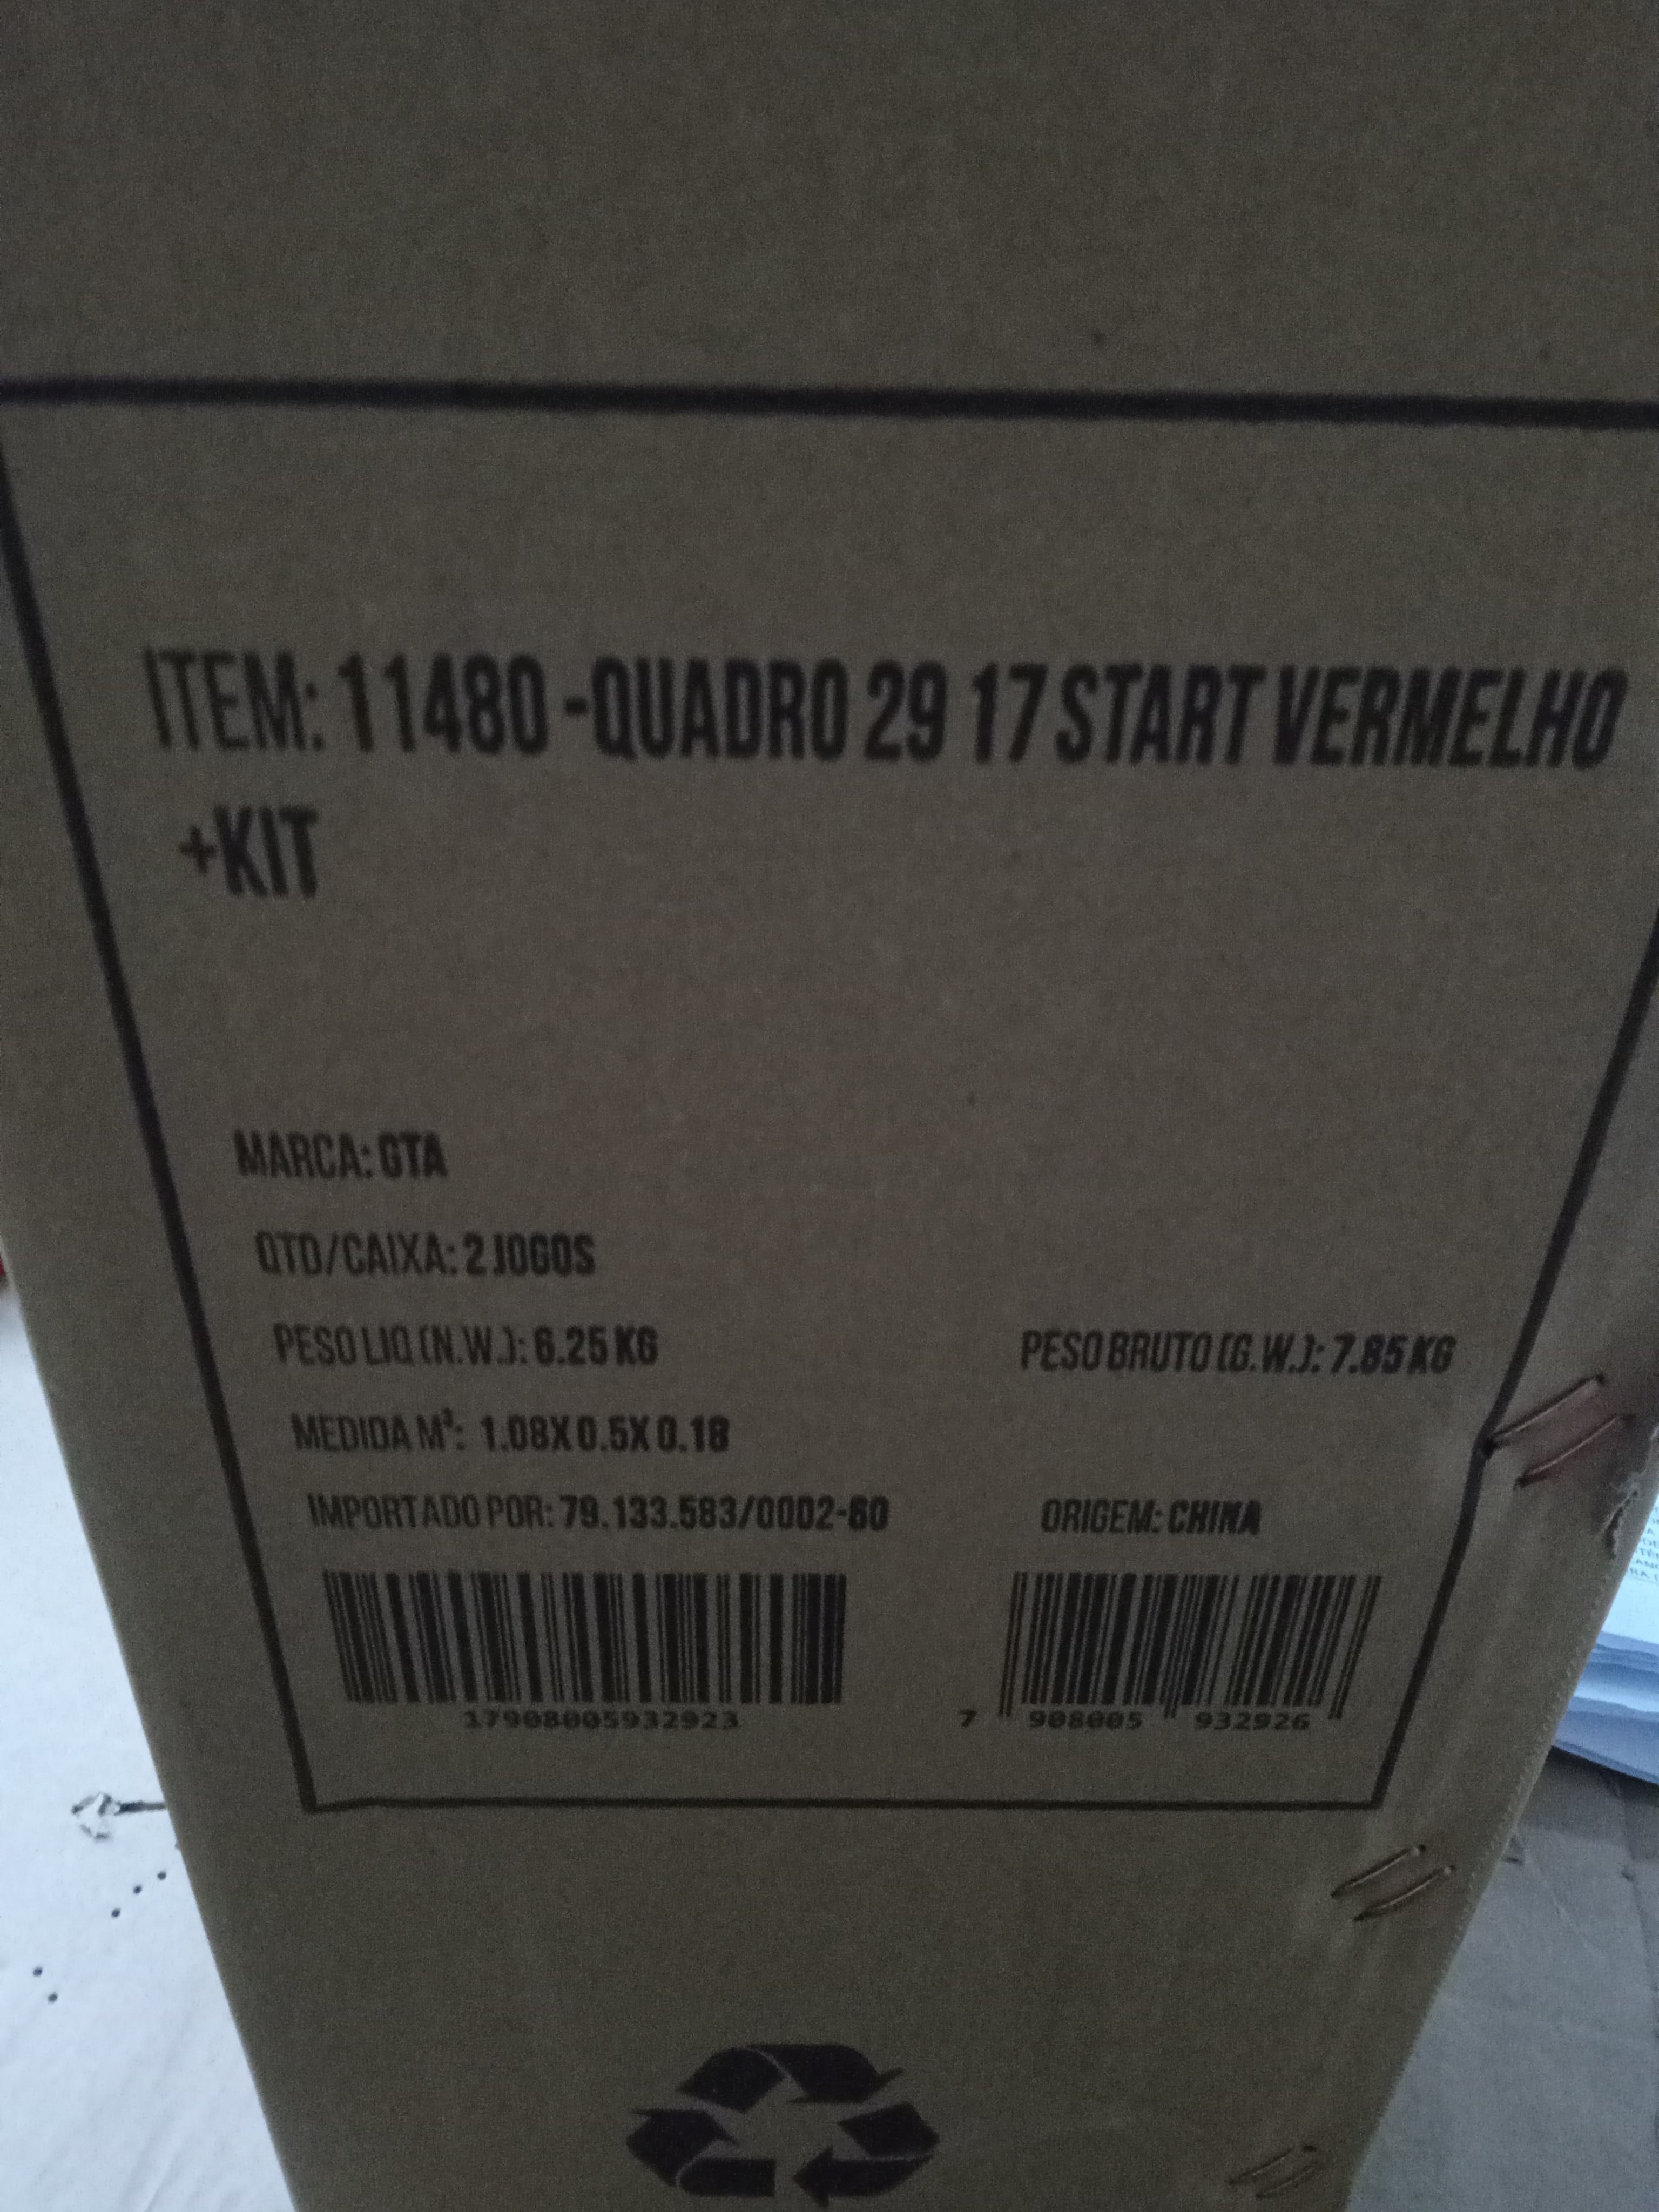 ITEM: 11480 -QUADRO 29 17 START VERMELHO
+KIT
MARCA: GTA
QTD/CAIXA: 2 JOGOS
PESO LIQ (N.W.): 6.25 KG
PESO BRUTO (G.W.): 7.85 KG
MEDIDA M³: 1.08X0.5X0.18
IMPORTADO POR: 79.133.583/0002-60
ORIGEM: CHINA
17908005932923
7 908005 932926